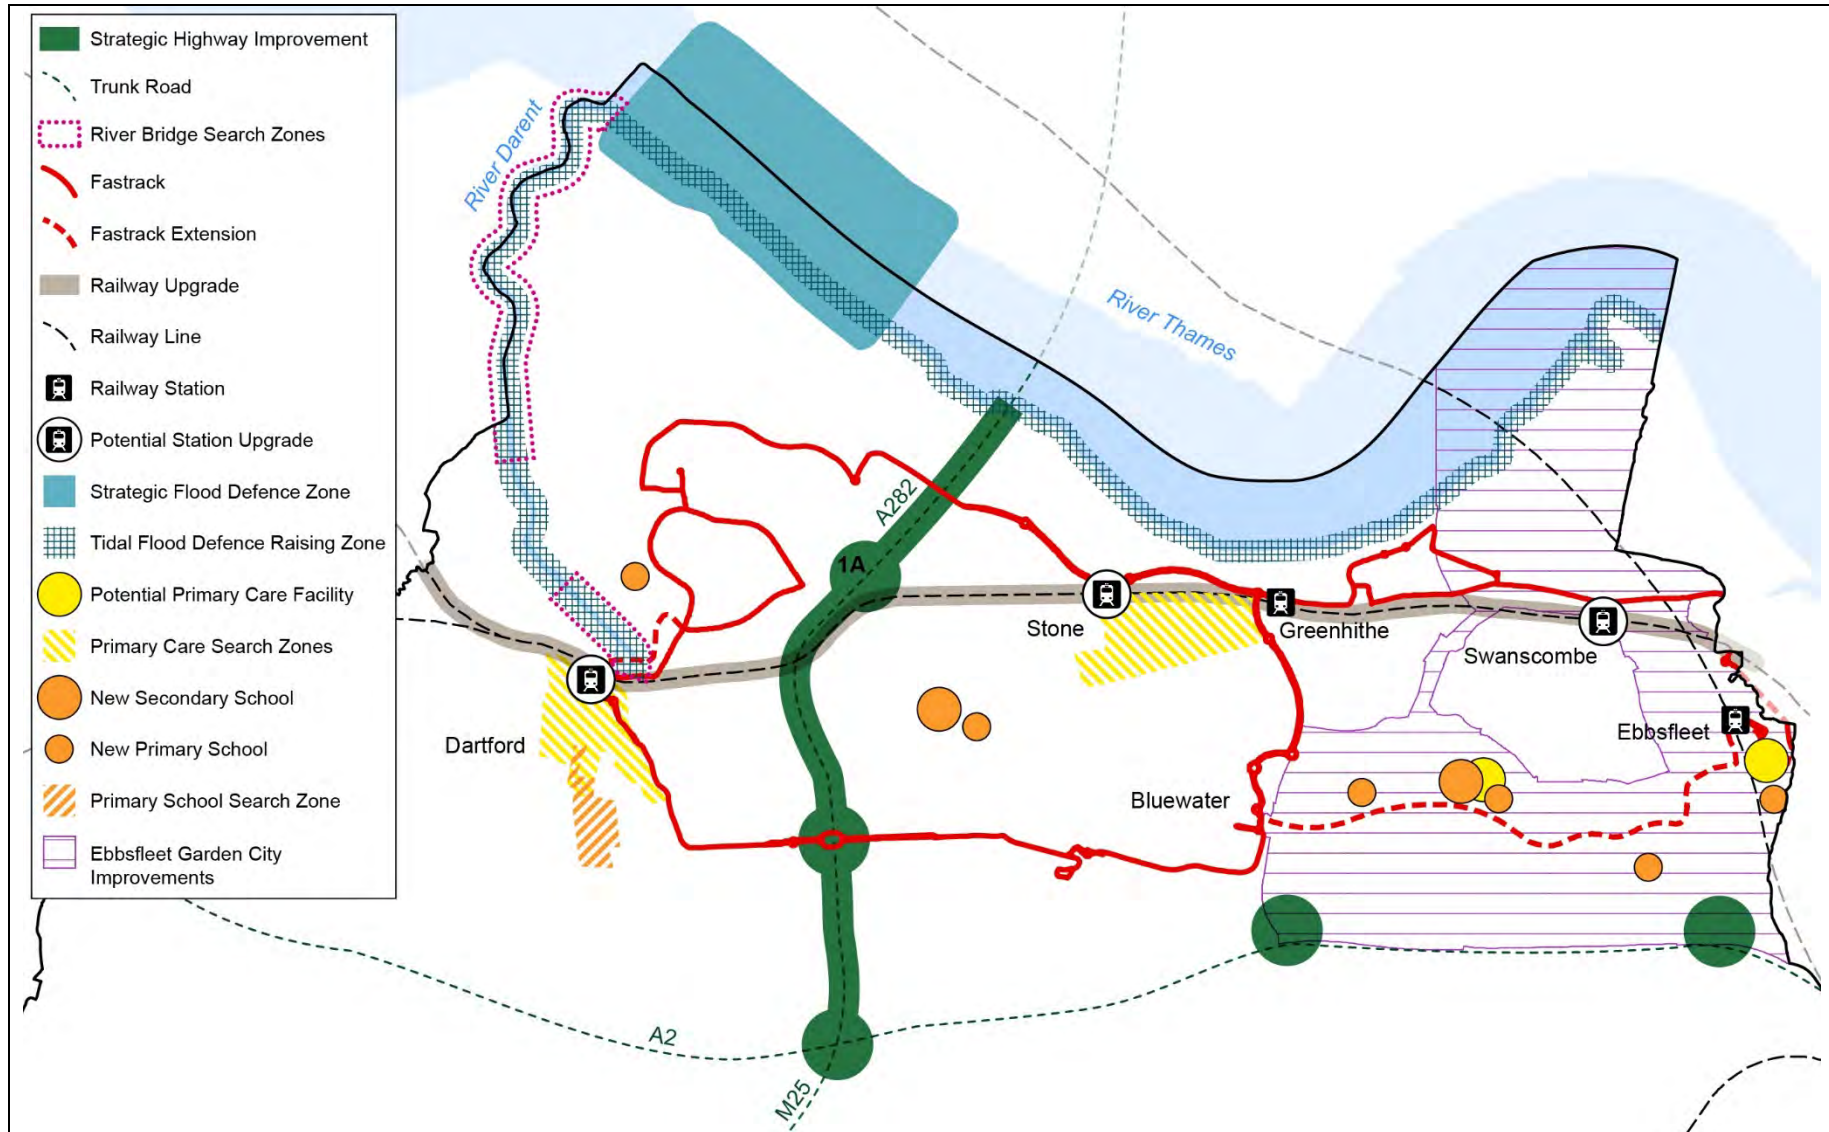 Strategic Highway Improvement
Trunk Road
River Bridge Search Zones
Fastrack
Fastrack Extension
Railway Upgrade
Railway Line
Railway Station
Potential Station Upgrade
Strategic Flood Defence Zone
Tidal Flood Defence Raising Zone
Potential Primary Care Facility
Primary Care Search Zones
New Secondary School
New Primary School
Primary School Search Zone
Ebbsfleet Garden City
Improvements
River Darent
River Thames
A282
1A
Stone
Greenhithe
Swanscombe
Ebbsfleet
Dartford
Bluewater
A2
M25